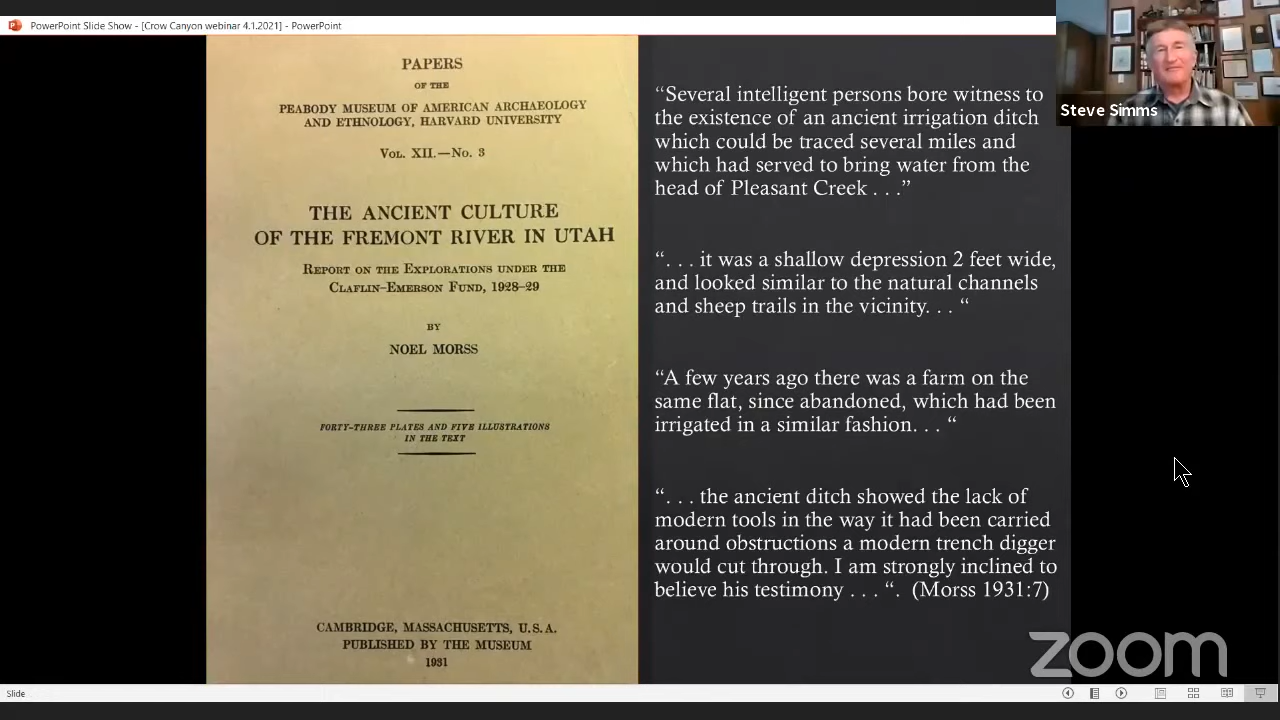 PowerPoint Slide Show - [Crow Canyon webinar 4.1.2021] - PowerPoint
Steve Simms
PAPERS
OF THE
PEABODY MUSEUM OF AMERICAN ARCHAEOLOGY
AND ETHNOLOGY, HARVARD UNIVERSITY
VOL. XII.—No. 3
THE ANCIENT CULTURE
OF THE FREMONT RIVER IN UTAH
REPORT ON THE EXPLORATIONS UNDER THE
CLAFLIN-EMERSON FUND, 1928-29
BY
NOEL MORSS
FORTY-THREE PLATES AND FIVE ILLUSTRATIONS
IN THE TEXT
CAMBRIDGE, MASSACHUSETTS, U.S.A.
PUBLISHED BY THE MUSEUM
1931
“Several intelligent persons bore witness to
the existence of an ancient irrigation ditch
which could be traced several miles and
which had served to bring water from the
head of Pleasant Creek . . .”
“. . . it was a shallow depression 2 feet wide,
and looked similar to the natural channels
and sheep trails in the vicinity. . . “
“A few years ago there was a farm on the
same flat, since abandoned, which had been
irrigated in a similar fashion. . . “
“. . . the ancient ditch showed the lack of
modern tools in the way it had been carried
around obstructions a modern trench digger
would cut through. I am strongly inclined to
believe his testimony . . . “. (Morss 1931:7)
zoom
Slide